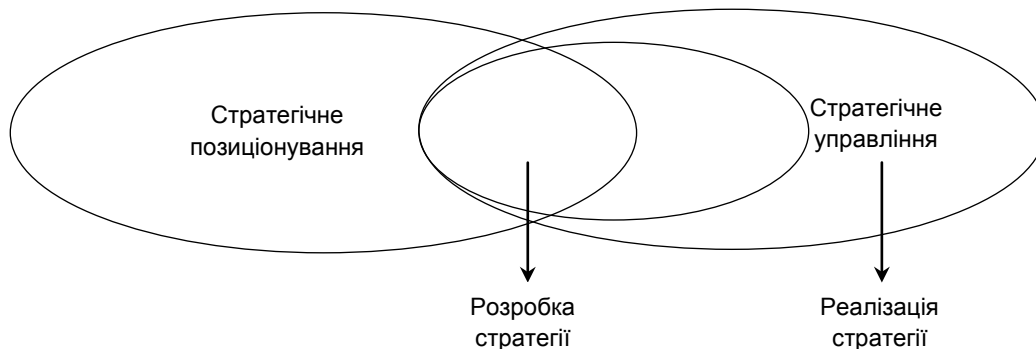 Стратегічне
позиціонування
Стратегічне
управління
Розробка
стратегії
Реалізація
стратегії